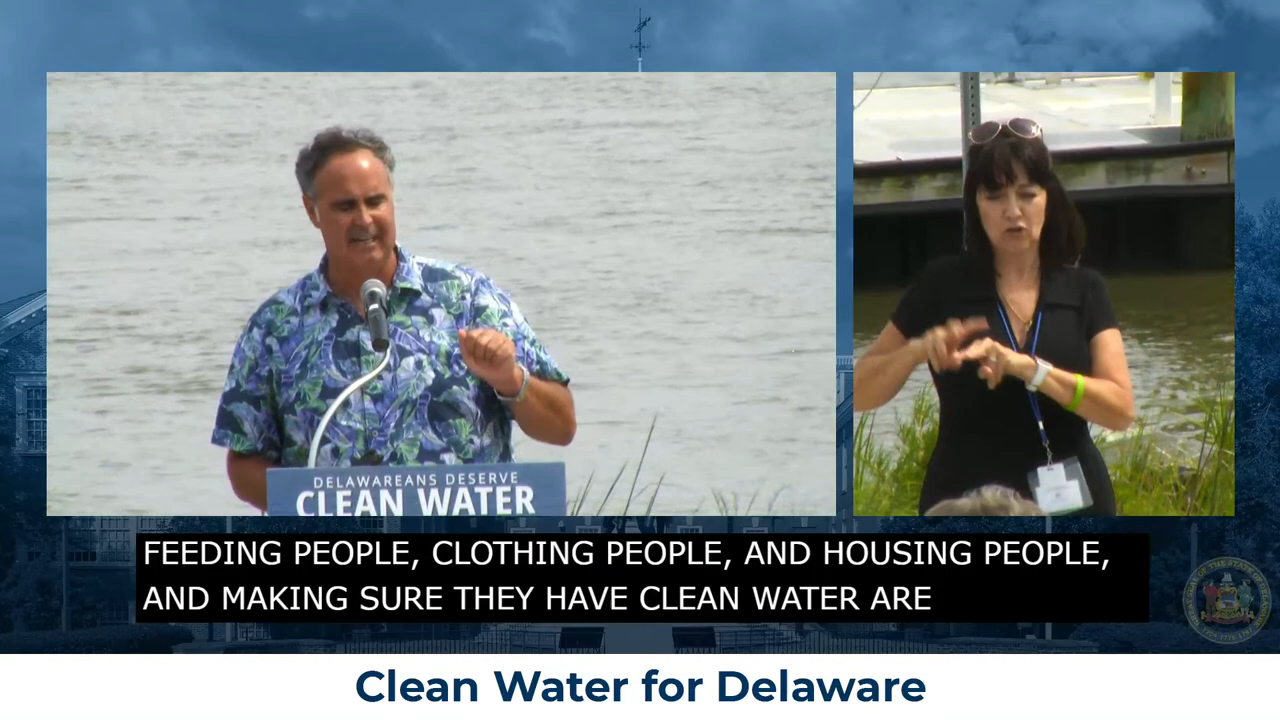 DELAWAREANS DESERVE
CLEAN WATER
FEEDING PEOPLE, CLOTHING PEOPLE, AND HOUSING PEOPLE,
AND MAKING SURE THEY HAVE CLEAN WATER ARE
Clean Water for Delaware